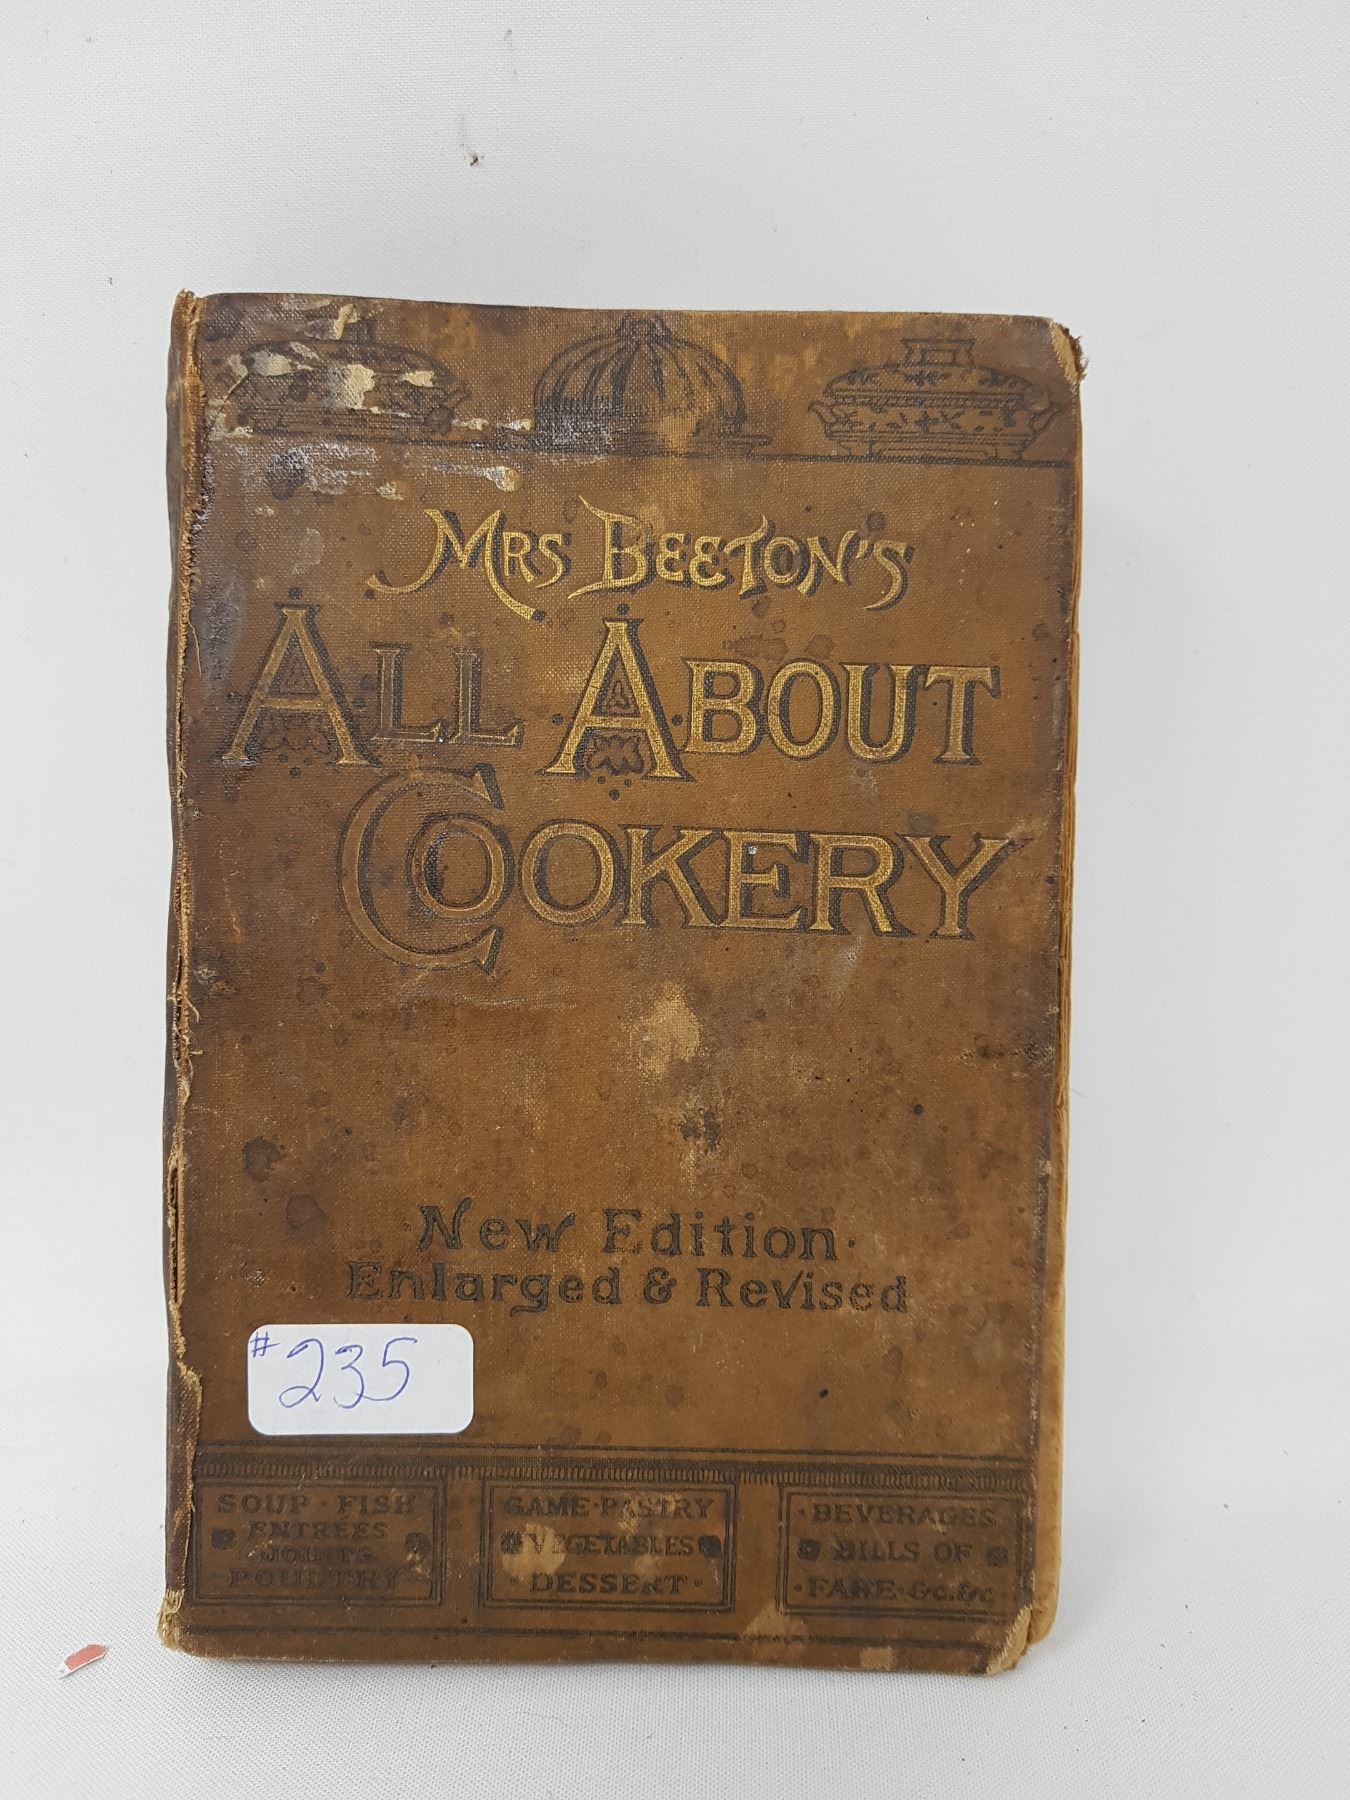 MRS BEETON'S
ALL ABOUT
COOKERY
New Edition
Enlarged & Revised
# 235
SOUP · FISH
ENTREES
JOINTS
· POULTRY ·
GAME · PASTRY
VEGETABLES
· DESSERT ·
· BEVERAGES
BILLS OF
· FARE · &c. &c